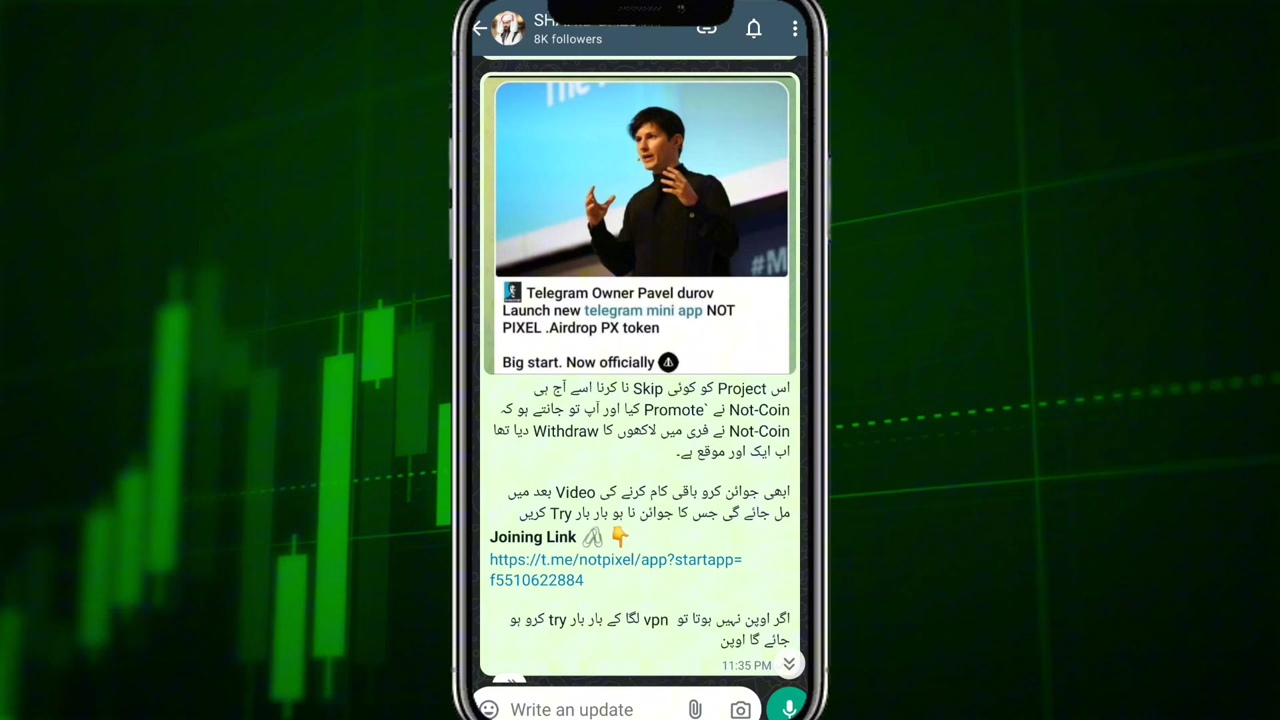 8K followers
#M
Telegram Owner Pavel durov
Launch new telegram mini app NOT
PIXEL .Airdrop PX token
Big start. Now officially
اس Project کو کوئی Skip نا کرنا اسے آج ہی
Not-Coin نے `Promote کیا اور آپ تو جانتے ہو کہ
Not-Coin نے فری میں لاکھوں کا Withdraw دیا تھا
اب ایک اور موقع ہے۔
ابھی جوائن کرو باقی کام کرنے کی Video بعد میں
مل جائے گی جس کا جوائن نا ہو بار بار Try کریں
Joining Link
https://t.me/notpixel/app?startapp=
f5510622884
اگر اوپن نہیں ہوتا تو vpn لگا کے بار بار try کرو ہو
جائے گا اوپن
11:35 PM
Write an update